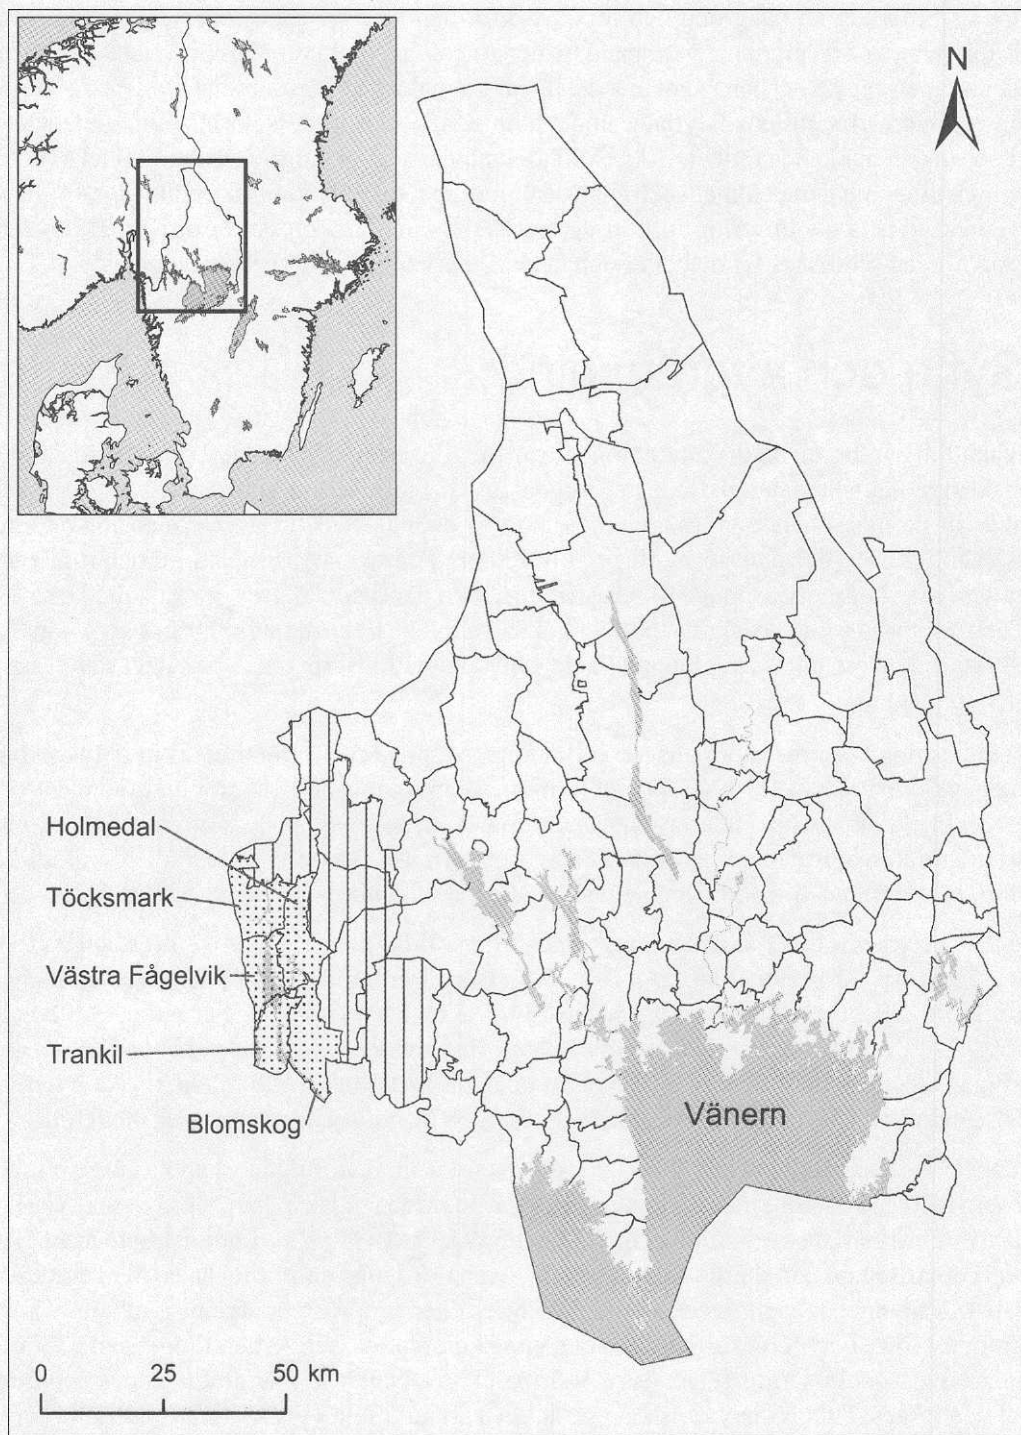 N
Holmedal
Töcksmark
Västra Fågelvik
Trankil
Blomskog
Vänern
0 25 50 km